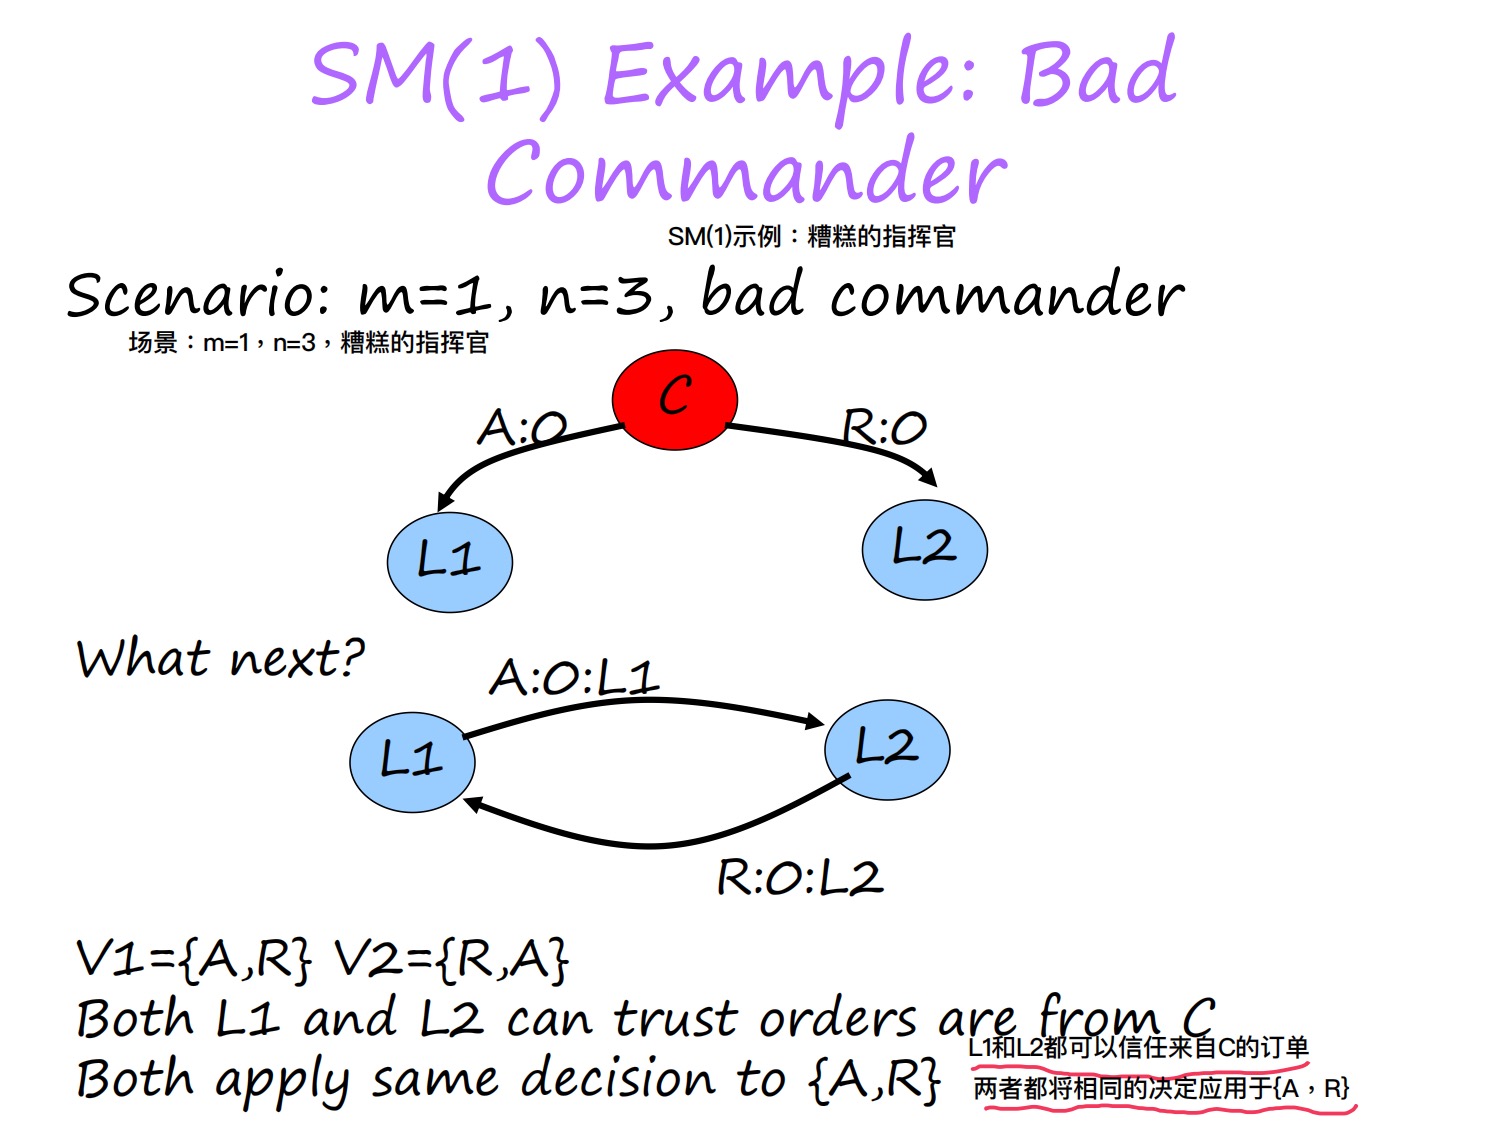 SM(1) Example: Bad
Commander
SM(1)示例：糟糕的指挥官
Scenario: m=1, n=3, bad commander
场景：m=1，n=3，糟糕的指挥官
C
A:0
R:0
L1
L2
What next?
A:0:L1
L1
L2
R:0:L2
V1={A,R} V2={R,A}
Both L1 and L2 can trust orders are from C
L1和L2都可以信任来自C的订单
Both apply same decision to {A,R}
两者都将相同的决定应用于{A，R}